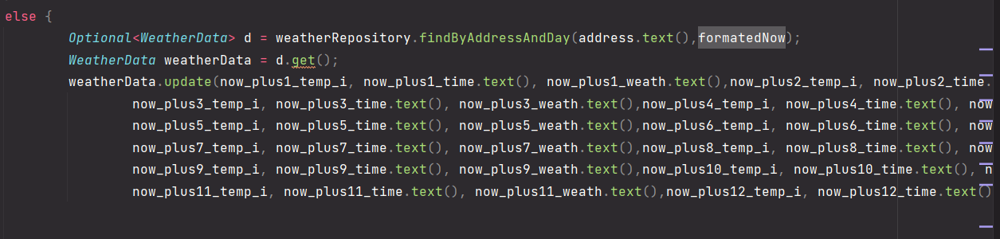 else {
Optional<WeatherData> d = weatherRepository.findByAddressAndDay(address.text(),formatedNow);
WeatherData weatherData = d.get();
weatherData.update(now_plus1_temp_i, now_plus1_time.text(), now_plus1_weath.text(),now_plus2_temp_i, now_plus2_time.
now_plus3_temp_i, now_plus3_time.text(), now_plus3_weath.text(),now_plus4_temp_i, now_plus4_time.text(), now
now_plus5_temp_i, now_plus5_time.text(), now_plus5_weath.text(),now_plus6_temp_i, now_plus6_time.text(), now
now_plus7_temp_i, now_plus7_time.text(), now_plus7_weath.text(),now_plus8_temp_i, now_plus8_time.text(), now
now_plus9_temp_i, now_plus9_time.text(), now_plus9_weath.text(),now_plus10_temp_i, now_plus10_time.text(), n
now_plus11_temp_i, now_plus11_time.text(), now_plus11_weath.text(),now_plus12_temp_i, now_plus12_time.text()